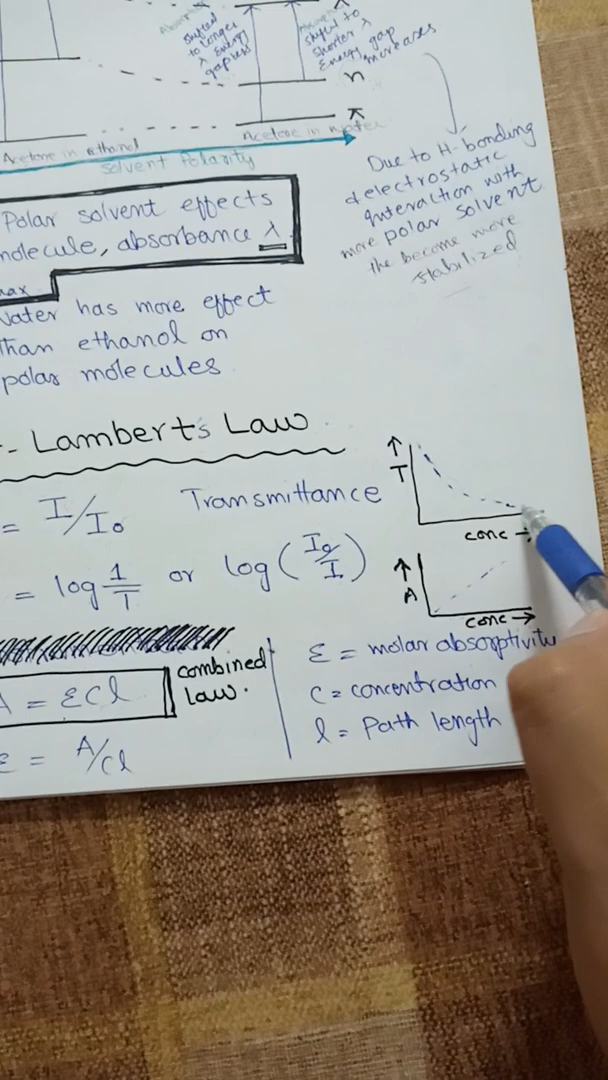 shifted
to longer
λ Energy
gap less
shifted to
shorter λ
Energy gap
increases
n
π
Acetone in ethanol
Acetone in water
Solvent Polarity
Due to H-bonding
& electrostatic
interaction with
more polar solvent
the become more
stabilized
Polar solvent effects
molecule, absorbance λ
max
Water has more effect
than ethanol on
polar molecules
- Lambert's Law
= I/I₀ Transmittance
T
conc →
= log 1/T or log (I₀/I)
A
conc →
combined
law.
A = εcl
ε = A/cl
ε = molar absorptivity
C = concentration
l = Path length